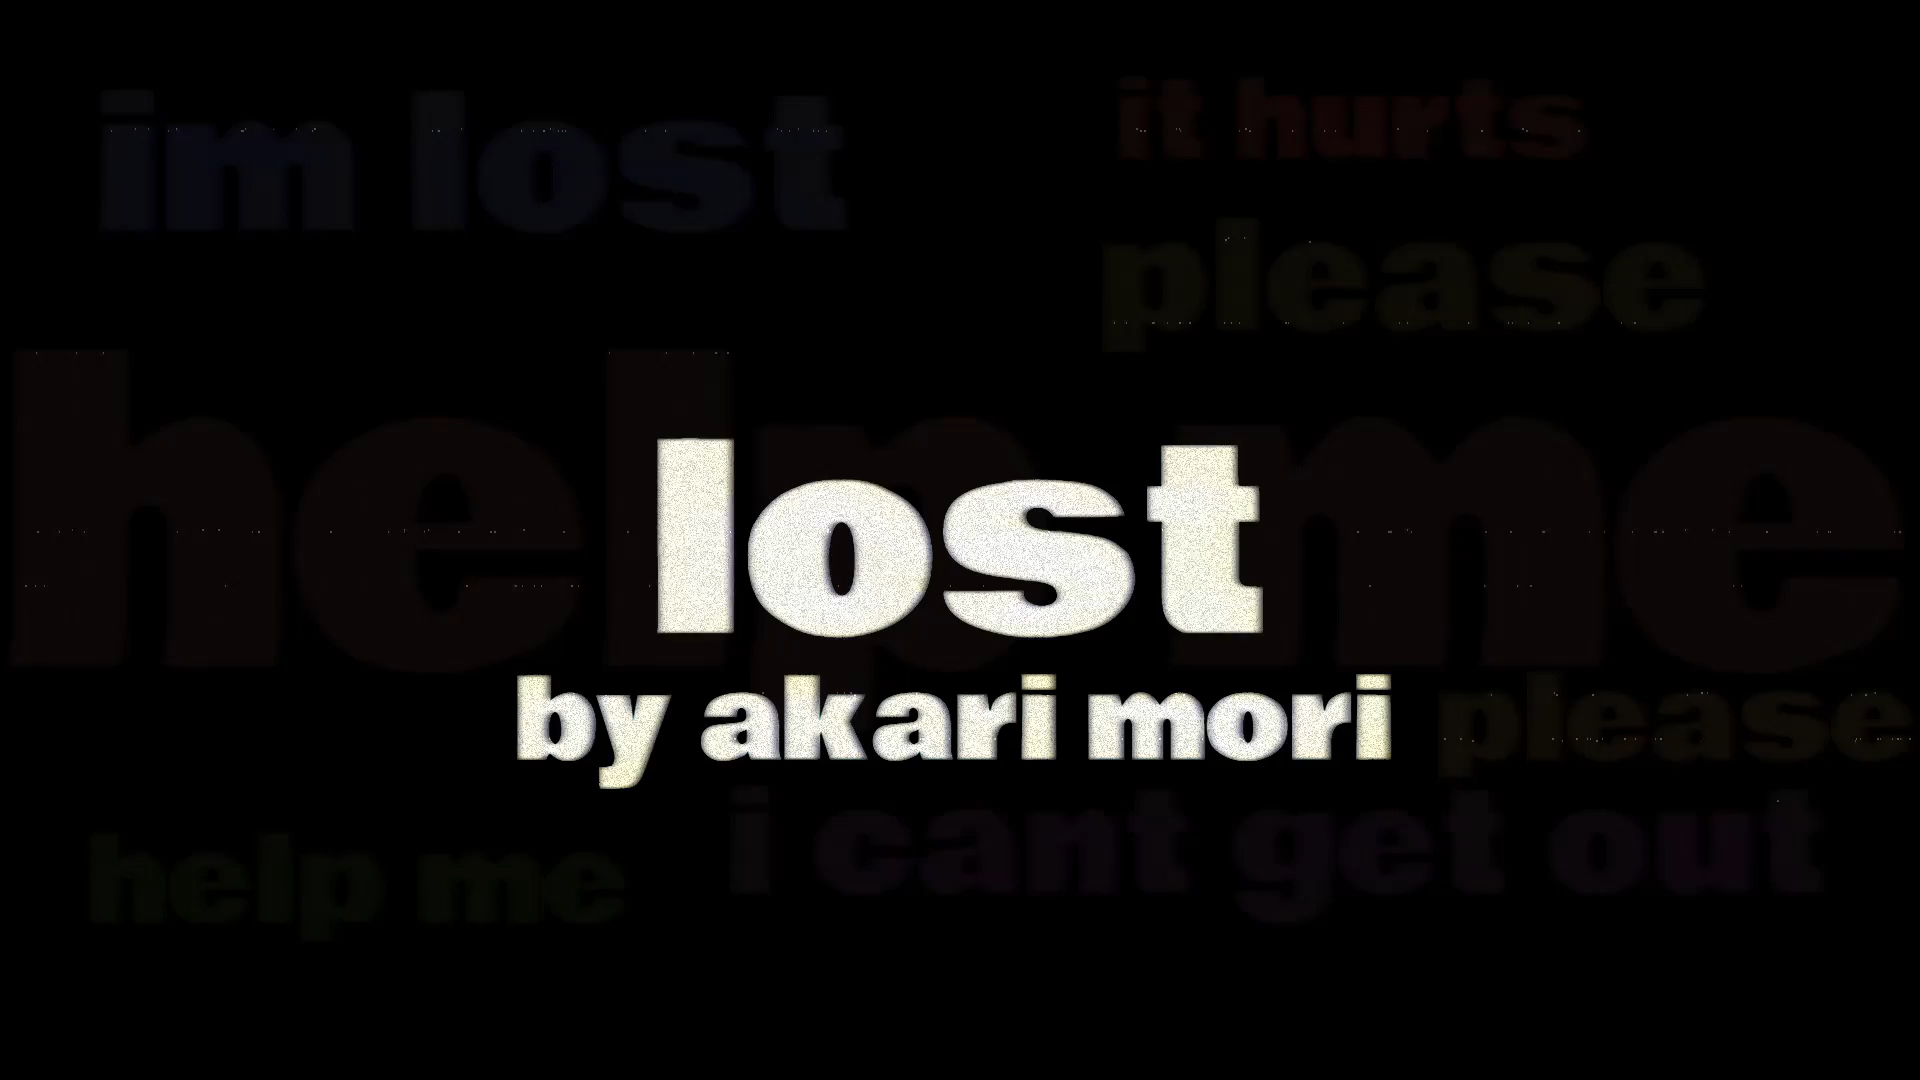 im lost
it hurts
please
help me
lost
by akari mori
please
i cant get out
help me